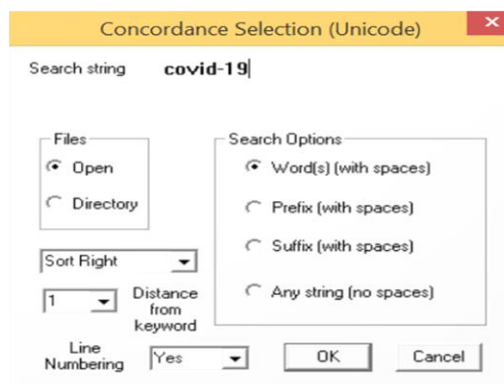 Concordance Selection (Unicode)
Search string covid-19
Files
Open
Directory
Search Options
Word(s) (with spaces)
Prefix (with spaces)
Suffix (with spaces)
Any string (no spaces)
Sort Right
1
Distance
from
keyword
Line
Numbering
Yes
OK
Cancel